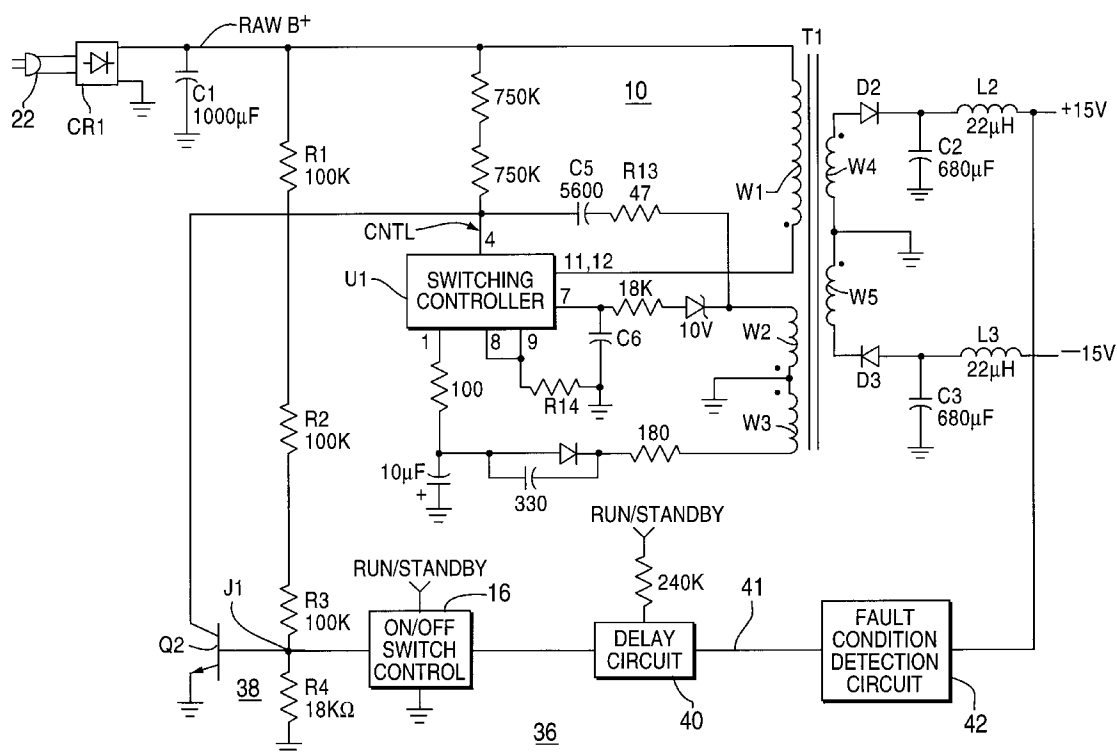 RAW B+
T1
22
CR1
C1
1000µF
R1
100K
750K
750K
10
C5
5600
R13
47
W1
D2
L2
22µH
+15V
C2
680µF
W4
CNTL
4
U1
SWITCHING
CONTROLLER
11,12
7
18K
10V
C6
W2
W5
D3
L3
22µH
—15V
C3
680µF
1
8
9
R14
100
R2
100K
W3
180
10µF
+
330
RUN/STANDBY
RUN/STANDBY
240K
J1
R3
100K
16
41
Q2
ON/OFF
SWITCH
CONTROL
DELAY
CIRCUIT
FAULT
CONDITION
DETECTION
CIRCUIT
38
R4
18KΩ
40
42
36